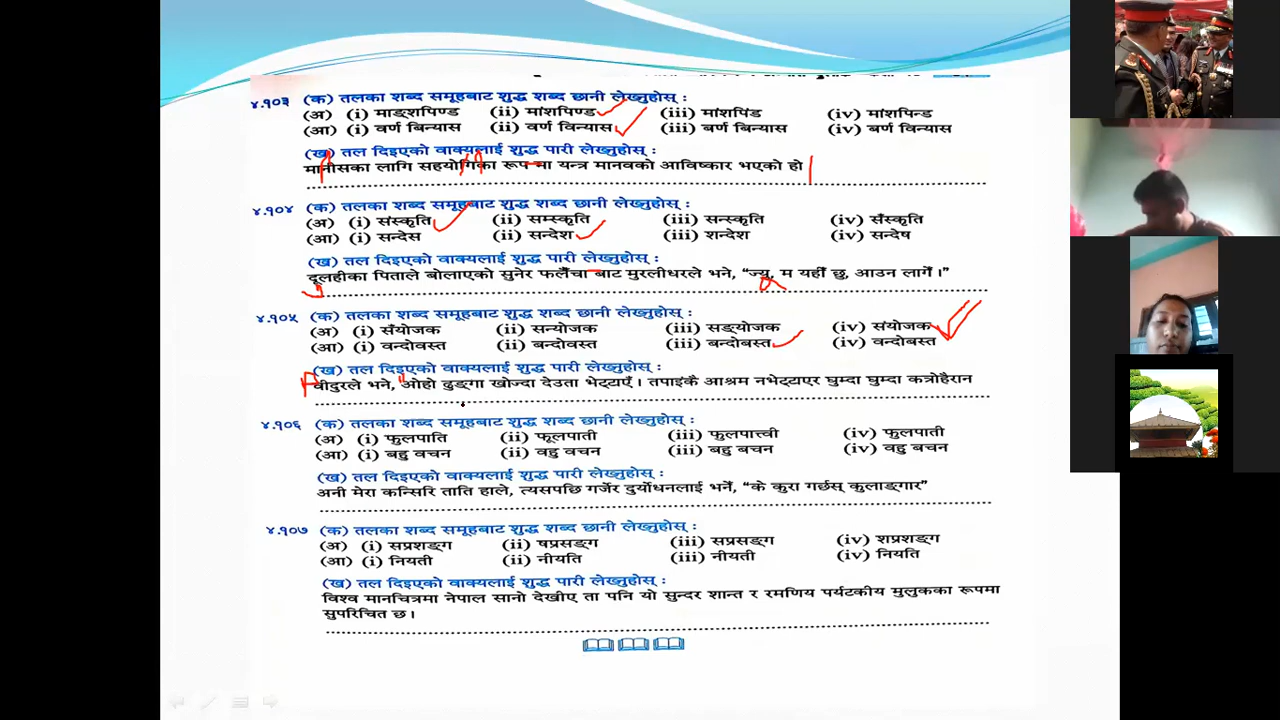 ४.१०३ (क) तलका शब्द समूहबाट शुद्ध शब्द छानी लेख्नुहोस् :
(अ) (i) माङ्शपिण्ड (ii) मांशपिण्ड (iii) मांशपिंड (iv) मांशपिन्ड
(आ) (i) वर्ण बिन्यास (ii) वर्ण विन्यास (iii) बर्ण बिन्यास (iv) बर्ण विन्यास
(ख) तल दिइएको वाक्यलाई शुद्ध पारी लेख्नुहोस् :
मानीसका लागि सहयोगिका रूप मा यन्त्र मानवको आविष्कार भएको हो
४.१०४ (क) तलका शब्द समूहबाट शुद्ध शब्द छानी लेख्नुहोस् :
(अ) (i) संस्कृति (ii) सम्स्कृति (iii) सन्स्कृति (iv) सँस्कृति
(आ) (i) सन्देस (ii) सन्देश (iii) शन्देश (iv) सन्देष
(ख) तल दिइएको वाक्यलाई शुद्ध पारी लेख्नुहोस् :
दूलहीका पिताले बोलाएको सुनेर फलैँचा बाट मुरलीधरले भने, “ज्यू, म यहीँ छु, आउन लागेँ ।”
४.१०५ (क) तलका शब्द समूहबाट शुद्ध शब्द छानी लेख्नुहोस् :
(अ) (i) सँयोजक (ii) सन्योजक (iii) सङ्योजक (iv) संयोजक
(आ) (i) वन्दोवस्त (ii) बन्दोवस्त (iii) बन्दोबस्त (iv) वन्दोबस्त
(ख) तल दिइएको वाक्यलाई शुद्ध पारी लेख्नुहोस् :
वीदुरले भने, ओहो ढुङ्गा खोज्दा देउता भेट्टाएँ । तपाइंकै आश्रम नभेट्टाएर घुम्दा घुम्दा कत्रोहैरान
४.१०६ (क) तलका शब्द समूहबाट शुद्ध शब्द छानी लेख्नुहोस् :
(अ) (i) फुलपाति (ii) फूलपाती (iii) फुलपात्त्वी (iv) फुलपाती
(आ) (i) बहु वचन (ii) वहु वचन (iii) बहु बचन (iv) वहु बचन
(ख) तल दिइएको वाक्यलाई शुद्ध पारी लेख्नुहोस् :
अनी मेरा कन्सिरि ताति हाले, त्यसपछि गर्जेर दुर्योधनलाई भनेँ, “के कुरा गर्छस् कुलाङ्गार”
४.१०७ (क) तलका शब्द समूहबाट शुद्ध शब्द छानी लेख्नुहोस् :
(अ) (i) सप्रशङ्ग (ii) षप्रसङ्ग (iii) सप्रसङ्ग (iv) शप्रशङ्ग
(आ) (i) नियती (ii) नीयति (iii) नीयती (iv) नियति
(ख) तल दिइएको वाक्यलाई शुद्ध पारी लेख्नुहोस् :
विश्व मानचित्रमा नेपाल सानो देखीए ता पनि यो सुन्दर शान्त र रमणिय पर्यटकीय मुलुकका रूपमा
सुपरिचित छ ।